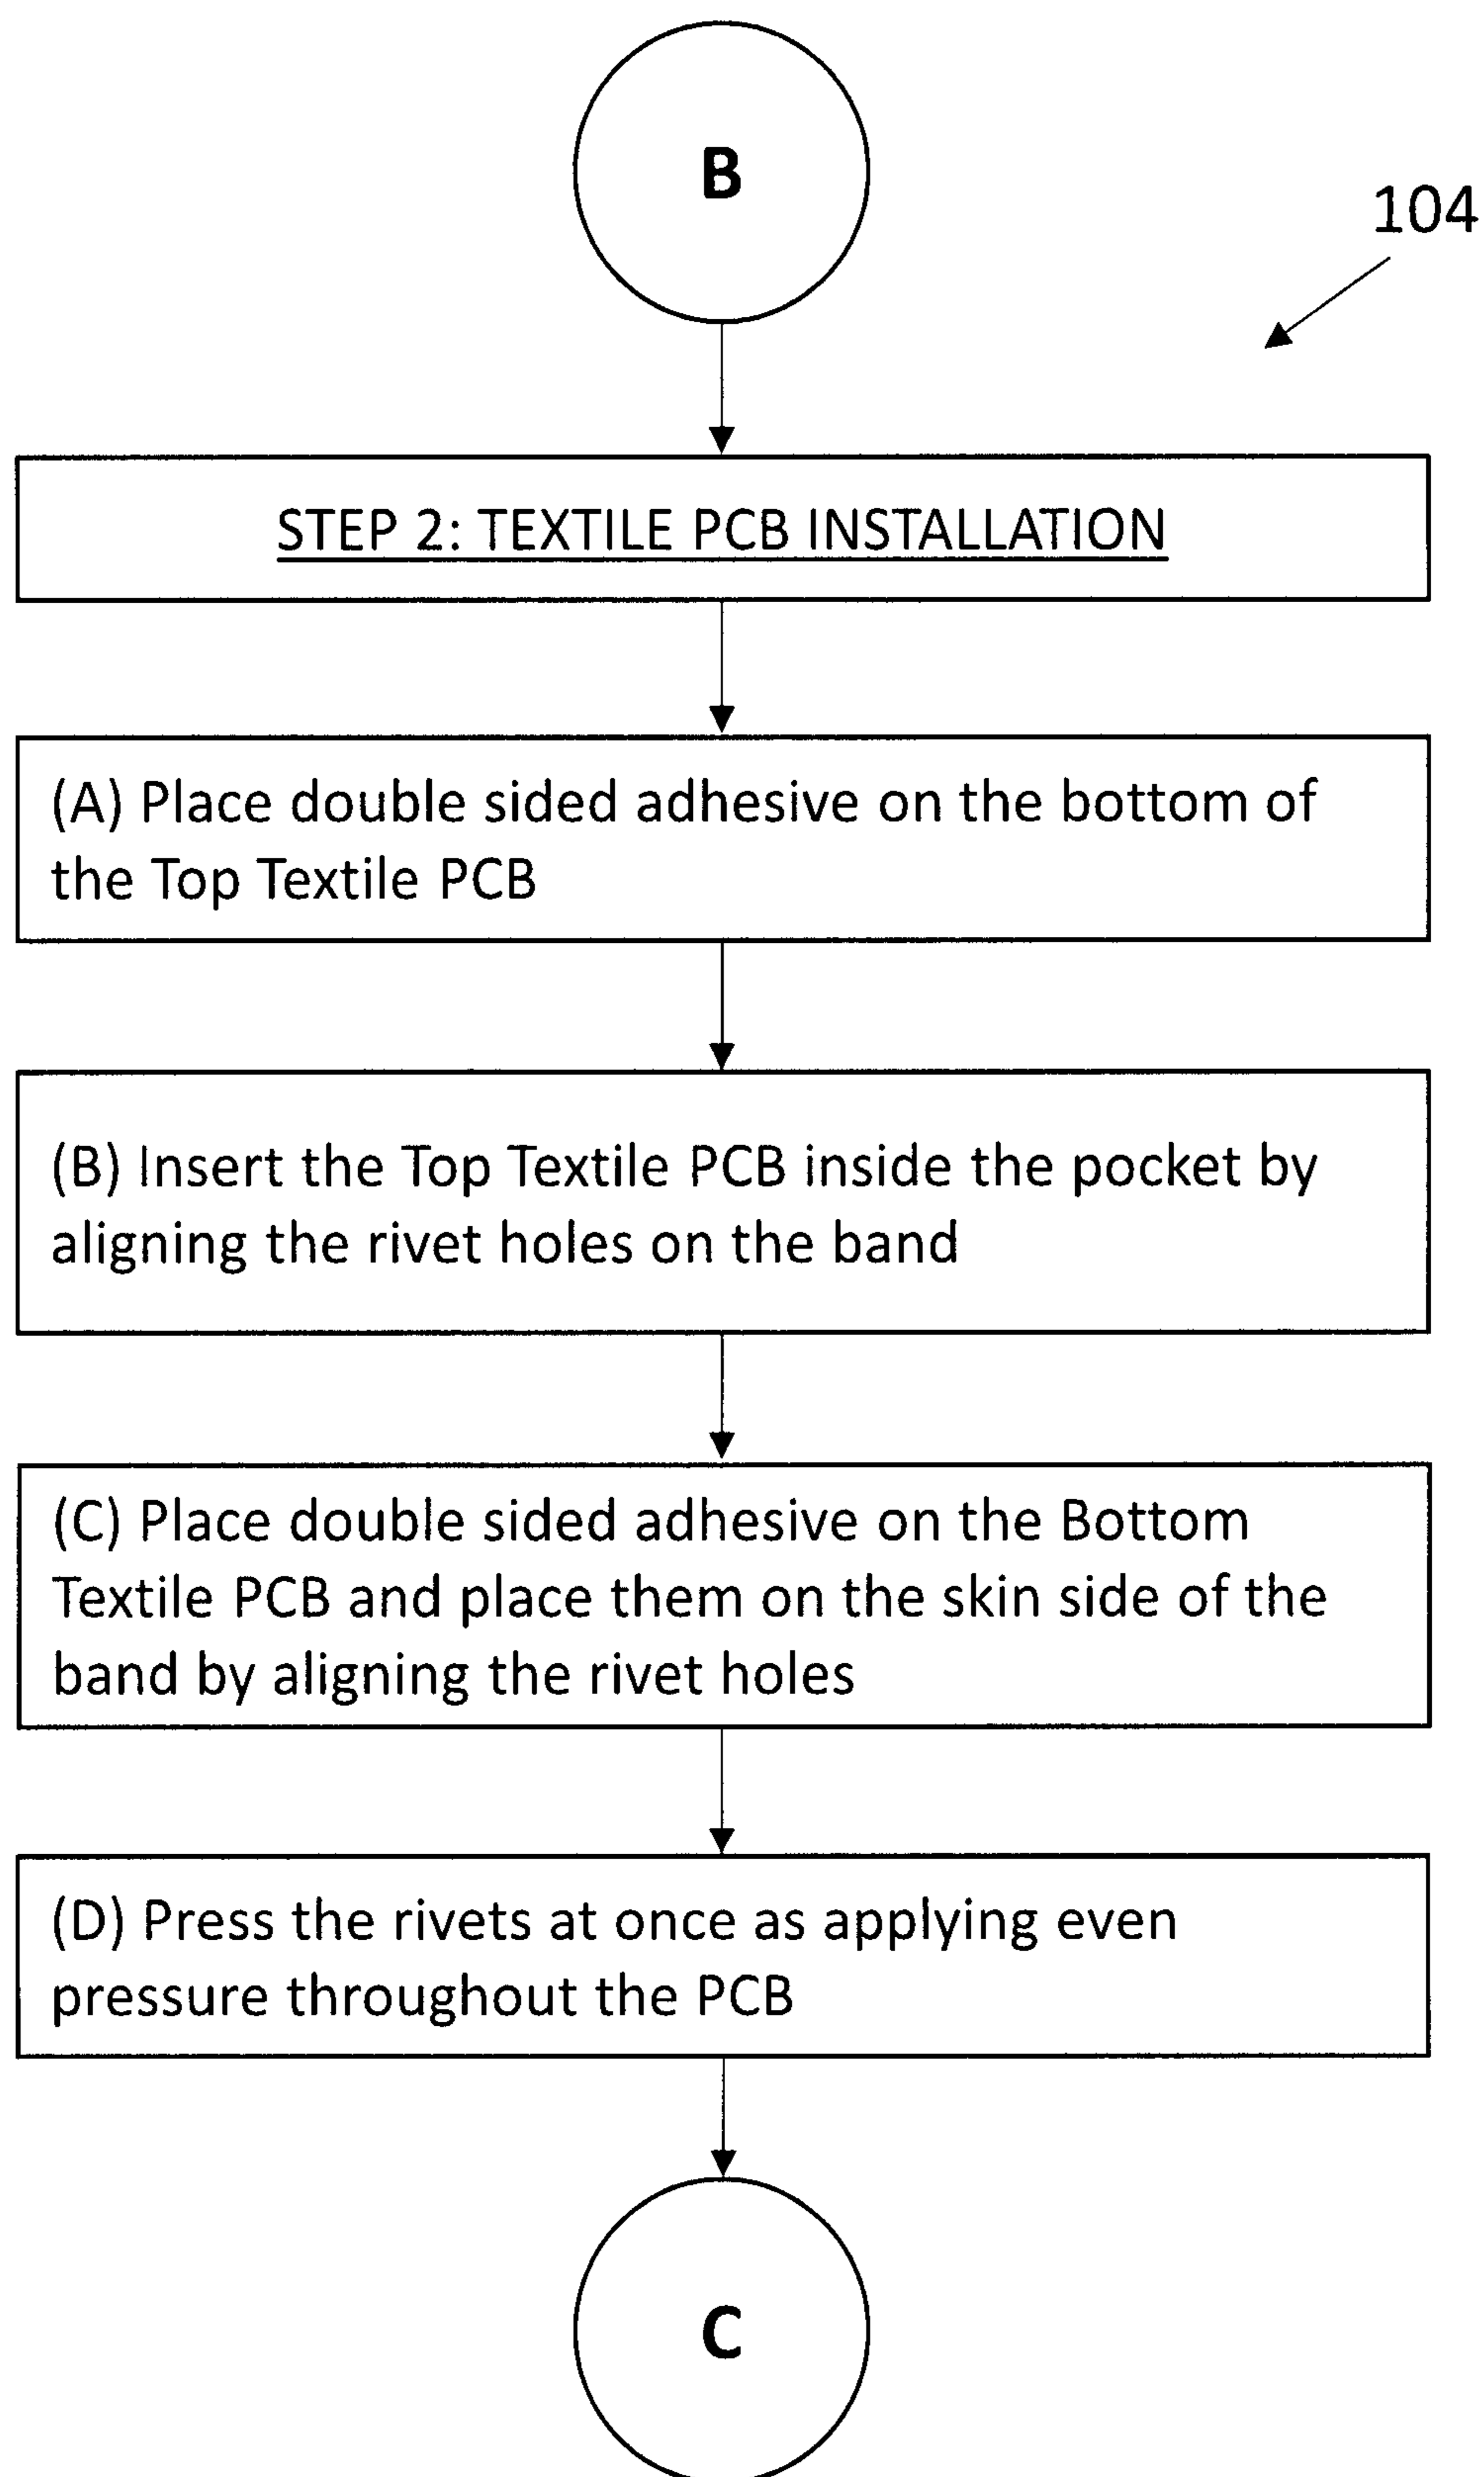 B
104
STEP 2: TEXTILE PCB INSTALLATION
(A) Place double sided adhesive on the bottom of
the Top Textile PCB
(B) Insert the Top Textile PCB inside the pocket by
aligning the rivet holes on the band
(C) Place double sided adhesive on the Bottom
Textile PCB and place them on the skin side of the
band by aligning the rivet holes
(D) Press the rivets at once as applying even
pressure throughout the PCB
C